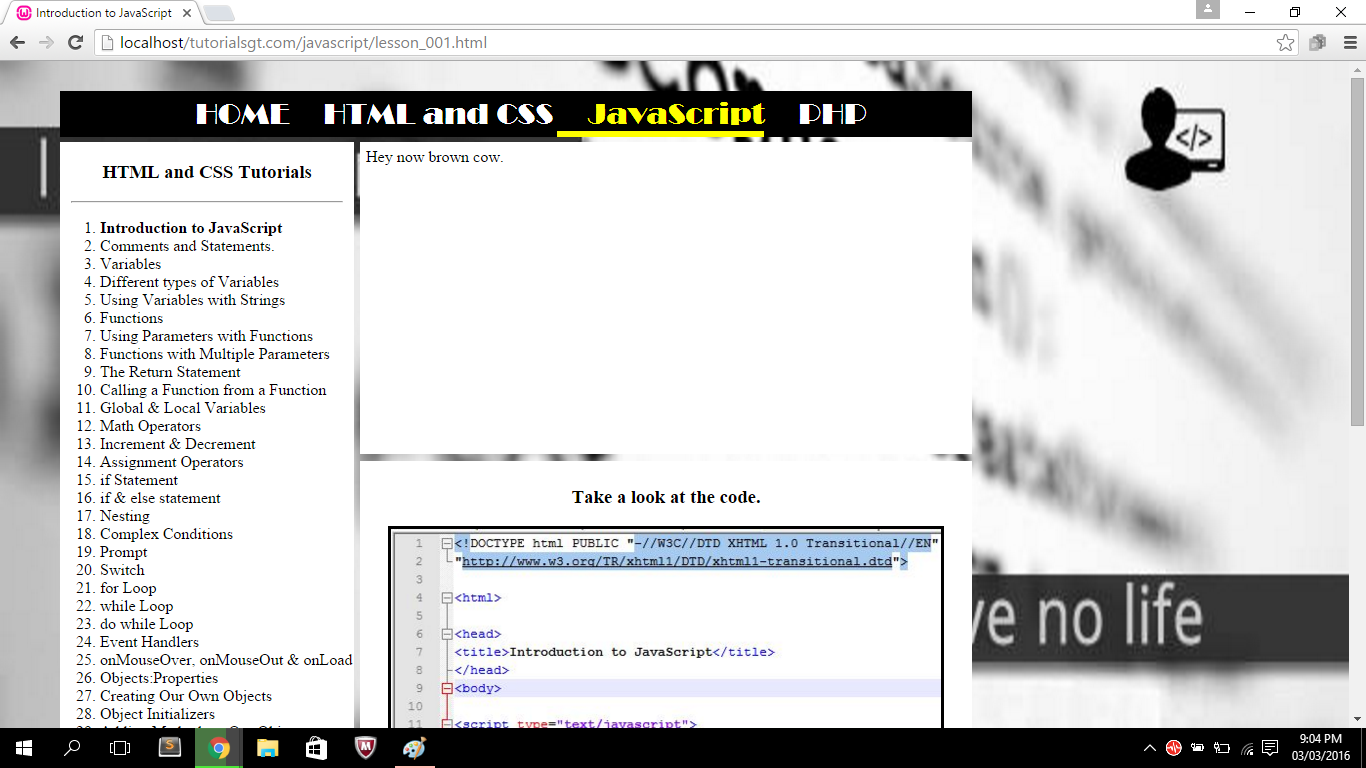 Introduction to JavaScript
localhost/tutorialsgt.com/javascript/lesson_001.html
HOME HTML and CSS JavaScript PHP
HTML and CSS Tutorials
1. Introduction to JavaScript
2. Comments and Statements.
3. Variables
4. Different types of Variables
5. Using Variables with Strings
6. Functions
7. Using Parameters with Functions
8. Functions with Multiple Parameters
9. The Return Statement
10. Calling a Function from a Function
11. Global & Local Variables
12. Math Operators
13. Increment & Decrement
14. Assignment Operators
15. if Statement
16. if & else statement
17. Nesting
18. Complex Conditions
19. Prompt
20. Switch
21. for Loop
22. while Loop
23. do while Loop
24. Event Handlers
25. onMouseOver, onMouseOut & onLoad
26. Objects:Properties
27. Creating Our Own Objects
28. Object Initializers
Hey now brown cow.
Take a look at the code.
1 <!DOCTYPE html PUBLIC "-//W3C//DTD XHTML 1.0 Transitional//EN"
2 "http://www.w3.org/TR/xhtml1/DTD/xhtml1-transitional.dtd">
3
4 <html>
5
6 <head>
7 <title>Introduction to JavaScript</title>
8 </head>
9 <body>
10
11 <script type="text/javascript">
</>
no life
9:04 PM
03/03/2016